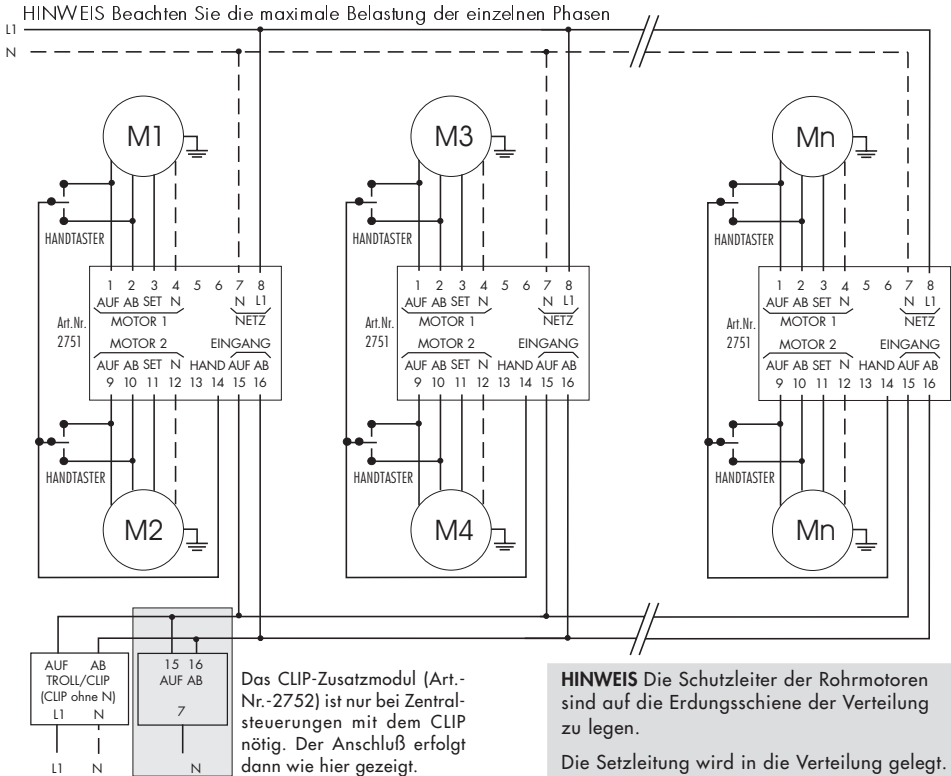 HINWEIS Beachten Sie die maximale Belastung der einzelnen Phasen
L1
N
M1 M3 Mn
HANDTASTER HANDTASTER HANDTASTER
1 2 3 4 5 6 7 8
AUF AB SET N N L1
MOTOR 1 NETZ
Art.Nr. 2751
MOTOR 2 EINGANG
AUF AB SET N HAND AUF AB
9 10 11 12 13 14 15 16
1 2 3 4 5 6 7 8
AUF AB SET N N L1
MOTOR 1 NETZ
Art.Nr. 2751
MOTOR 2 EINGANG
AUF AB SET N HAND AUF AB
9 10 11 12 13 14 15 16
1 2 3 4 5 6 7 8
AUF AB SET N N L1
MOTOR 1 NETZ
Art.Nr. 2751
MOTOR 2 EINGANG
AUF AB SET N HAND AUF AB
9 10 11 12 13 14 15 16
HANDTASTER HANDTASTER HANDTASTER
M2 M4 Mn
AUF AB
TROLL/CLIP
(CLIP ohne N)
L1 N
L1 N
15 16
AUF AB
7
N
Das CLIP-Zusatzmodul (Art.-
Nr.-2752) ist nur bei Zentral-
steuerungen mit dem CLIP
nötig. Der Anschluß erfolgt
dann wie hier gezeigt.
HINWEIS Die Schutzleiter der Rohrmotoren
sind auf die Erdungsschiene der Verteilung
zu legen.
Die Setzleitung wird in die Verteilung gelegt.